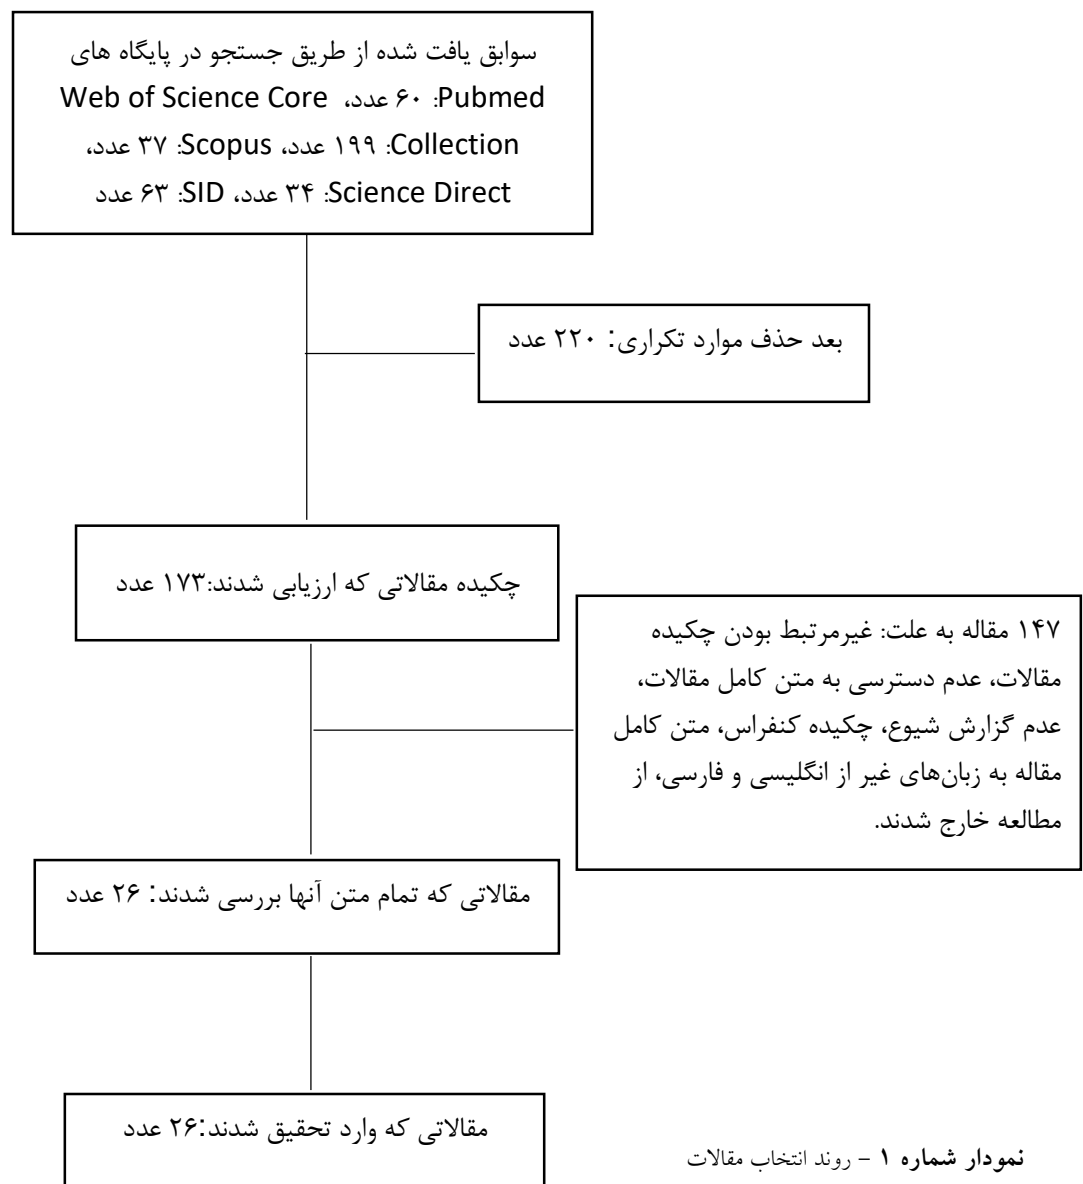 سوابق یافت شده از طریق جستجو در پایگاه های
Pubmed: ۶۰ عدد، Web of Science Core
Collection: ۱۹۹ عدد، Scopus: ۳۷ عدد،
Science Direct: ۳۴ عدد، SID: ۶۳ عدد
بعد حذف موارد تکراری: ۲۲۰ عدد
چکیده مقالاتی که ارزیابی شدند:۱۷۳ عدد
۱۴۷ مقاله به علت: غیرمرتبط بودن چکیده
مقالات، عدم دسترسی به متن کامل مقالات،
عدم گزارش شیوع، چکیده کنفراس، متن کامل
مقاله به زبان‌های غیر از انگلیسی و فارسی، از
مطالعه خارج شدند.
مقالاتی که تمام متن آنها بررسی شدند: ۲۶ عدد
مقالاتی که وارد تحقیق شدند:۲۶ عدد
نمودار شماره ۱ - روند انتخاب مقالات